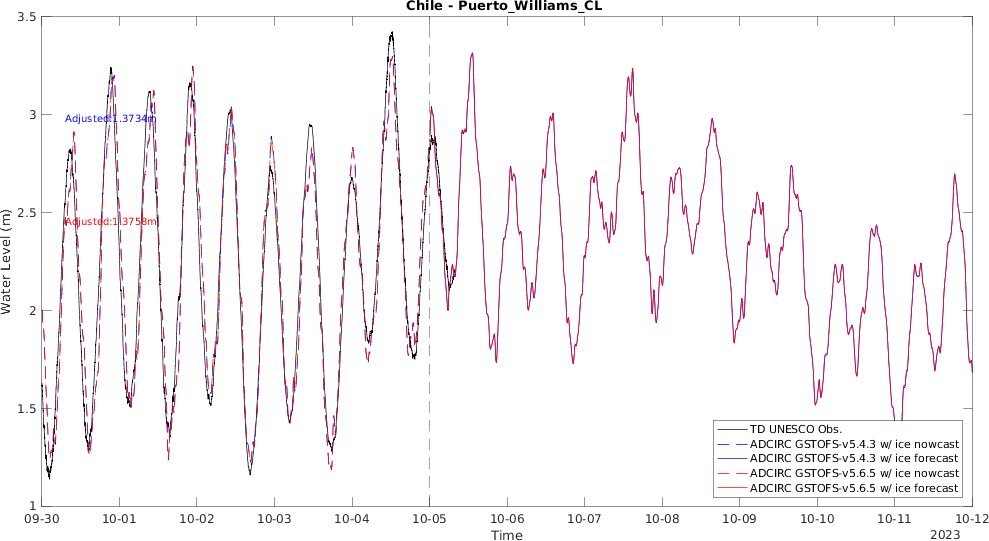 Chile - Puerto_Williams_CL
3.5
3
2.5
2
1.5
1
Water Level (m)
Adjusted:1.3734m
Adjusted:1.3758m
TD UNESCO Obs.
ADCIRC GSTOFS-v5.4.3 w/ ice nowcast
ADCIRC GSTOFS-v5.4.3 w/ ice forecast
ADCIRC GSTOFS-v5.6.5 w/ ice nowcast
ADCIRC GSTOFS-v5.6.5 w/ ice forecast
09-30 10-01 10-02 10-03 10-04 10-05 10-06 10-07 10-08 10-09 10-10 10-11 10-12
Time
2023